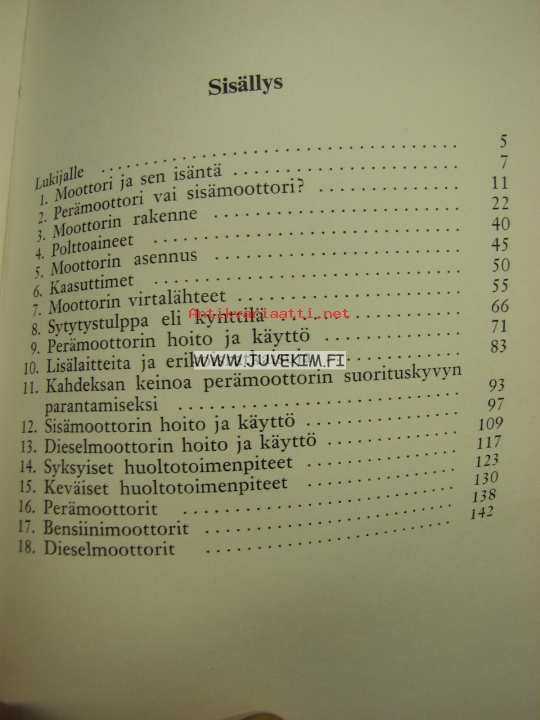 Sisällys
Lukijalle . . . . . . . . . . . . . . . . . . . . . . . . 5
1. Moottori ja sen isäntä . . . . . . . . . . . . . . . . 7
2. Perämoottori vai sisämoottori? . . . . . . . . . . . . 11
3. Moottorin rakenne . . . . . . . . . . . . . . . . . . 22
4. Polttoaineet . . . . . . . . . . . . . . . . . . . . . 40
5. Moottorin asennus . . . . . . . . . . . . . . . . . . 45
6. Kaasuttimet . . . . . . . . . . . . . . . . . . . . . 50
7. Moottorin virtalähteet . . . . . . . . . . . . . . . . 55
Antikvariaatti.net
8. Sytytystulppa eli kynttilä . . . . . . . . . . . . . . 66
9. Perämoottorin hoito ja käyttö . . . . . . . . . . . . 71
10. Lisälaitteita ja . . . . . . . . . . . . 83
WWW.JUVEKIM.FI
11. Kahdeksan keinoa perämoottorin suorituskyvyn
parantamiseksi . . . . . . . . . . . . . . . . . . . . 93
12. Sisämoottorin hoito ja käyttö . . . . . . . . . . . . 97
13. Dieselmoottorin hoito ja käyttö . . . . . . . . . . . 109
14. Syksyiset huoltotoimenpiteet . . . . . . . . . . . . . 117
15. Keväiset huoltotoimenpiteet . . . . . . . . . . . . . 123
16. Perämoottorit . . . . . . . . . . . . . . . . . . . . 130
17. Bensiinimoottorit . . . . . . . . . . . . . . . . . . 138
18. Dieselmoottorit . . . . . . . . . . . . . . . . . . . 142